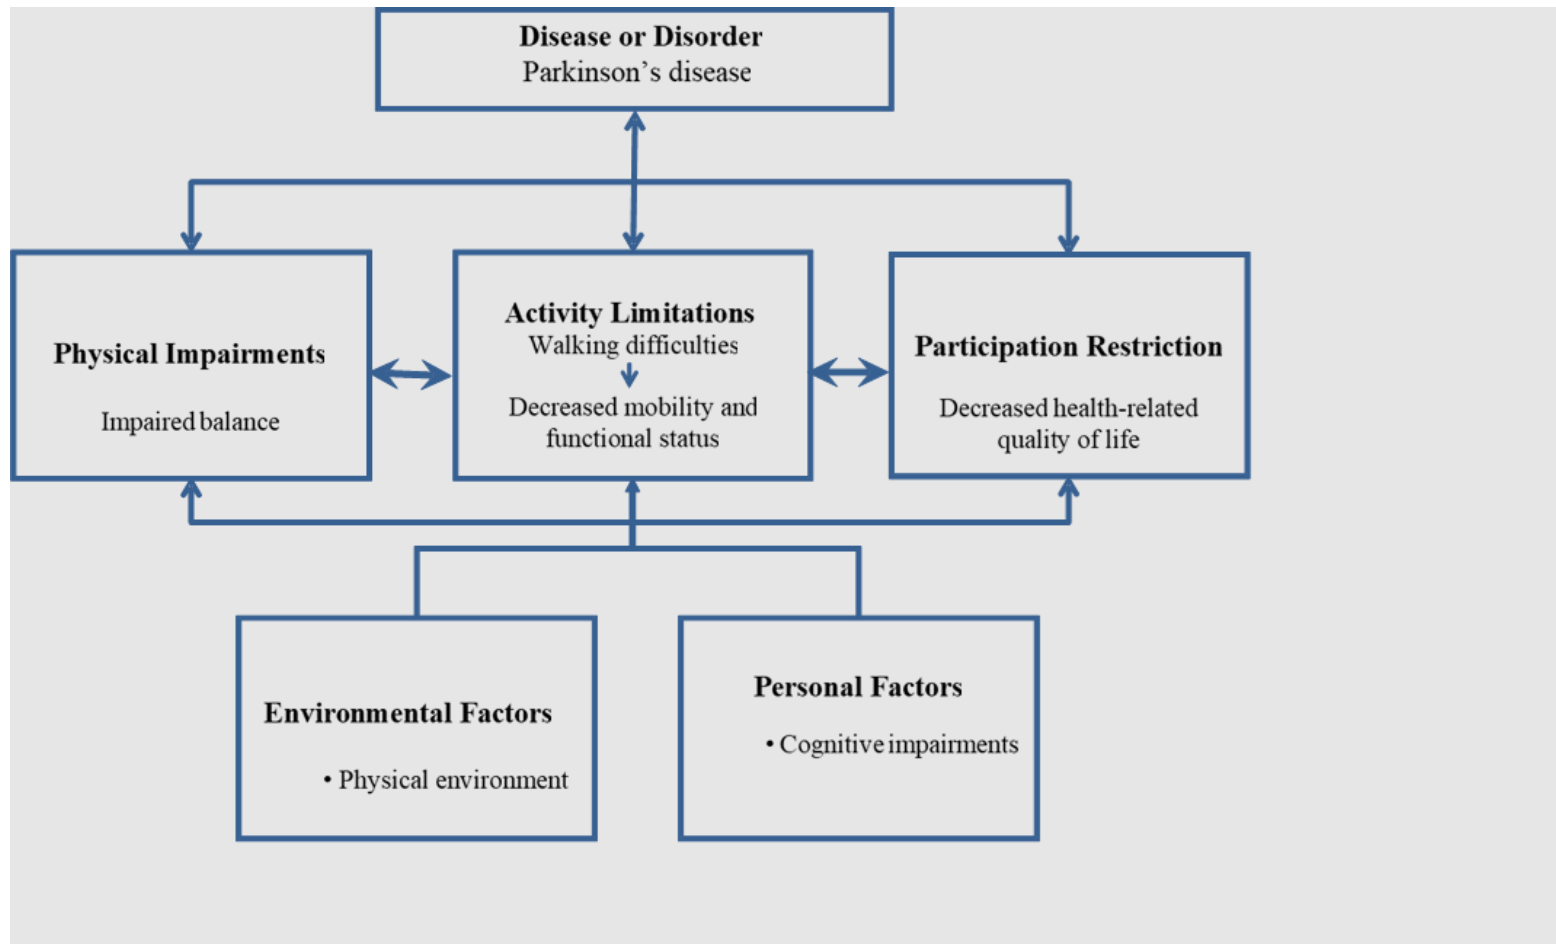 Disease or Disorder
Parkinson’s disease
Physical Impairments
Impaired balance
Activity Limitations
Walking difficulties
Decreased mobility and
functional status
Participation Restriction
Decreased health-related
quality of life
Environmental Factors
• Physical environment
Personal Factors
• Cognitive impairments